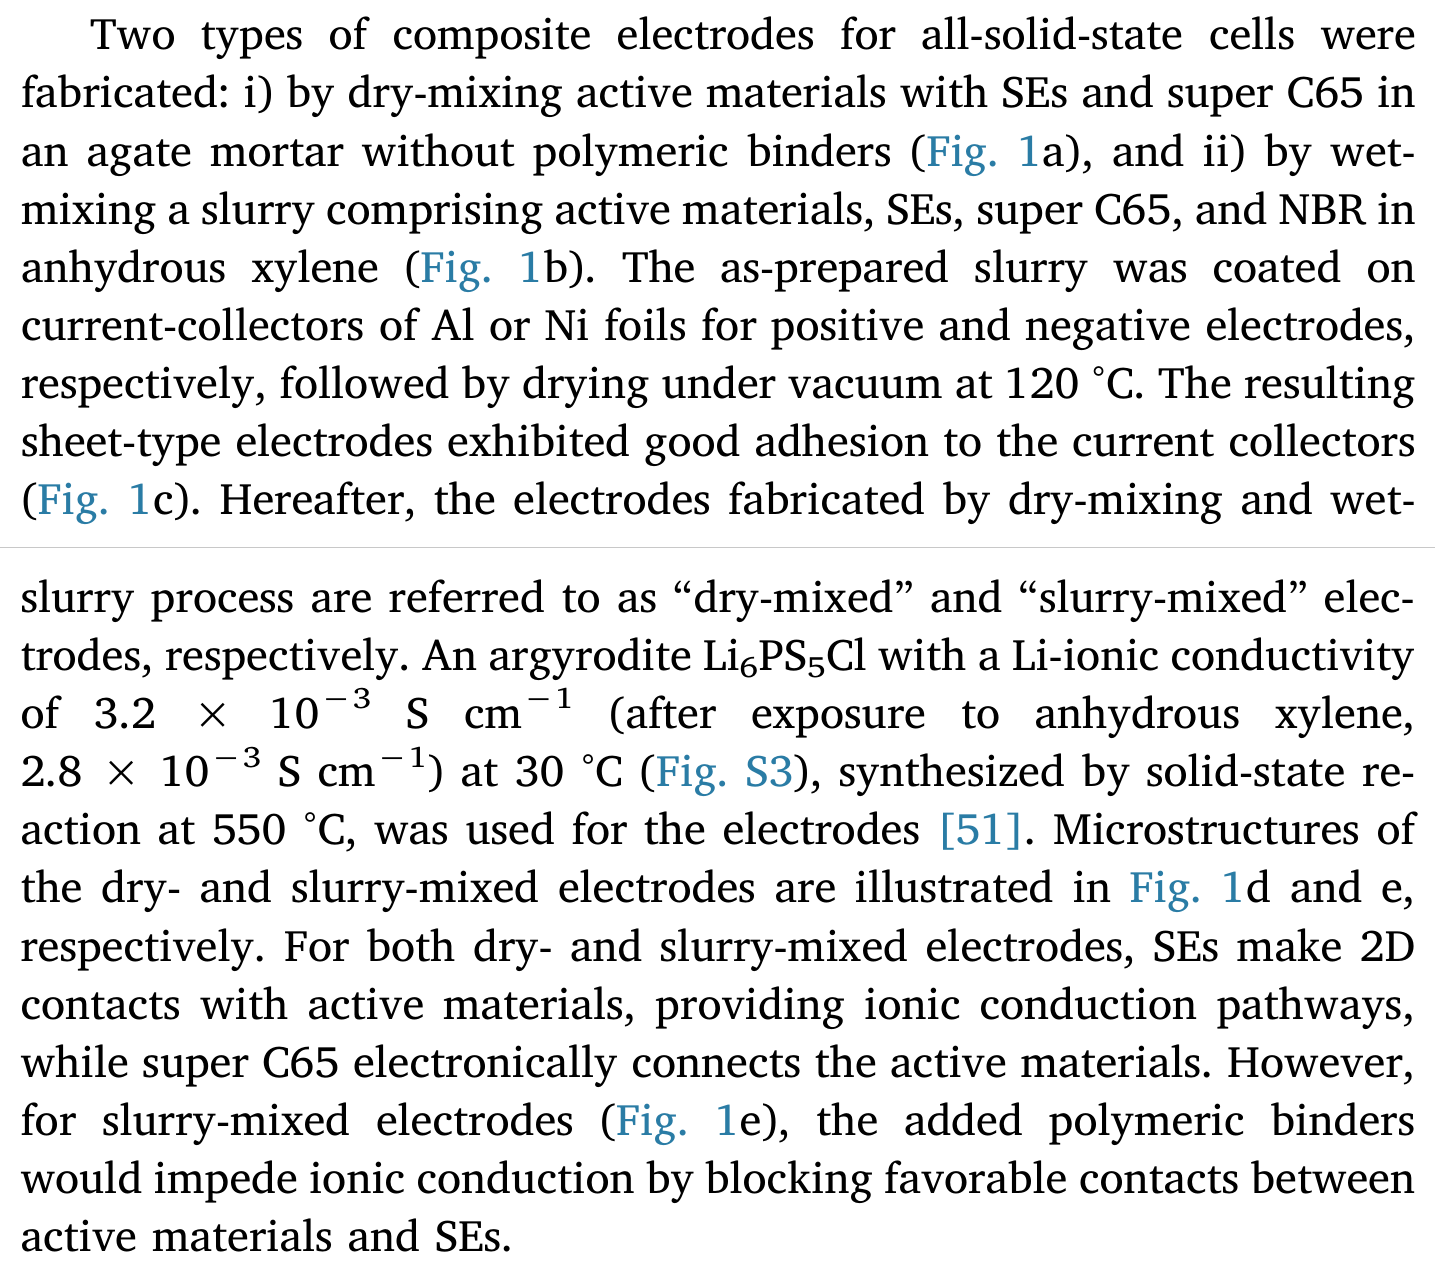 Two types of composite electrodes for all-solid-state cells were
fabricated: i) by dry-mixing active materials with SEs and super C65 in
an agate mortar without polymeric binders (Fig. 1a), and ii) by wet-
mixing a slurry comprising active materials, SEs, super C65, and NBR in
anhydrous xylene (Fig. 1b). The as-prepared slurry was coated on
current-collectors of Al or Ni foils for positive and negative electrodes,
respectively, followed by drying under vacuum at 120 °C. The resulting
sheet-type electrodes exhibited good adhesion to the current collectors
(Fig. 1c). Hereafter, the electrodes fabricated by dry-mixing and wet-
slurry process are referred to as “dry-mixed” and “slurry-mixed” elec-
trodes, respectively. An argyrodite Li₆PS₅Cl with a Li-ionic conductivity
of 3.2 × 10⁻³ S cm⁻¹ (after exposure to anhydrous xylene,
2.8 × 10⁻³ S cm⁻¹) at 30 °C (Fig. S3), synthesized by solid-state re-
action at 550 °C, was used for the electrodes [51]. Microstructures of
the dry- and slurry-mixed electrodes are illustrated in Fig. 1d and e,
respectively. For both dry- and slurry-mixed electrodes, SEs make 2D
contacts with active materials, providing ionic conduction pathways,
while super C65 electronically connects the active materials. However,
for slurry-mixed electrodes (Fig. 1e), the added polymeric binders
would impede ionic conduction by blocking favorable contacts between
active materials and SEs.